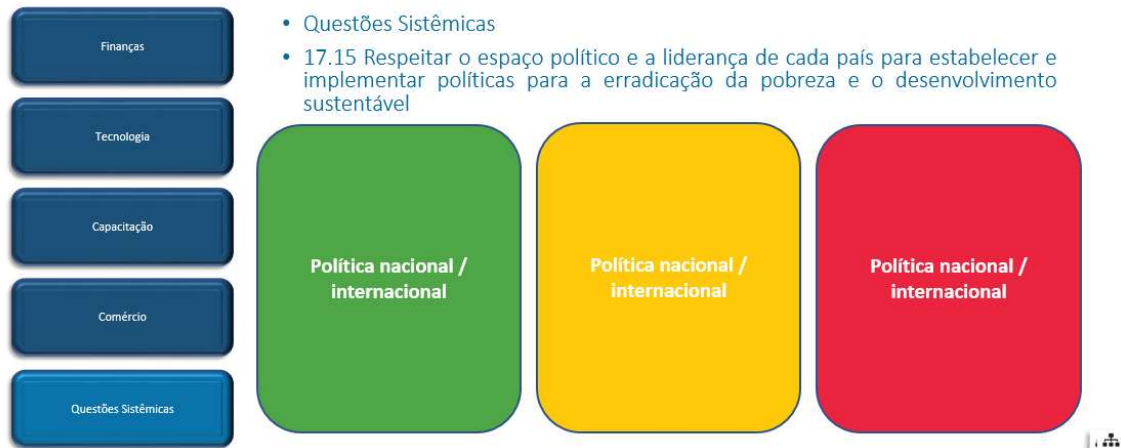 Finanças
Tecnologia
Capacitação
Comércio
Questões Sistêmicas
• Questões Sistêmicas
• 17.15 Respeitar o espaço político e a liderança de cada país para estabelecer e
implementar políticas para a erradicação da pobreza e o desenvolvimento
sustentável
Política nacional /
internacional
Política nacional /
internacional
Política nacional /
internacional